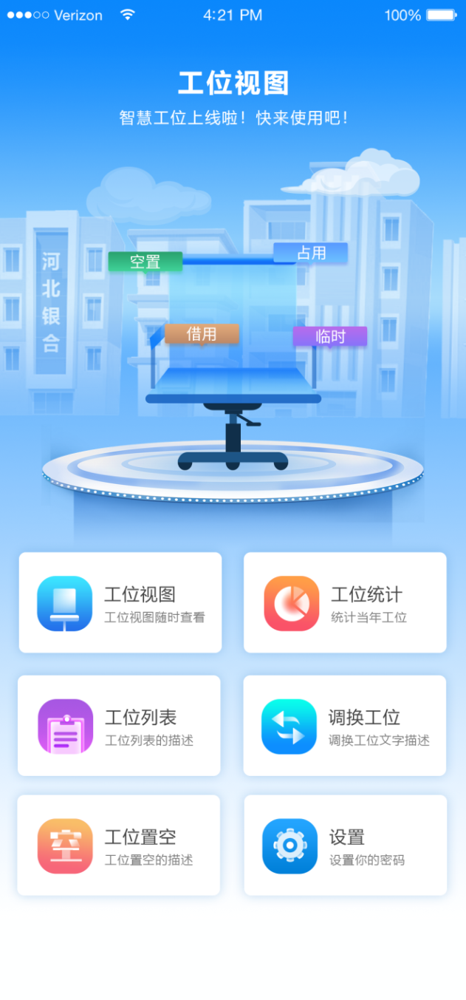 Verizon 4:21 PM 100%
工位视图
智慧工位上线啦！快来使用吧！
河北银合
空置
占用
借用
临时
工位视图
工位视图随时查看
工位统计
统计当年工位
工位列表
工位列表的描述
调换工位
调换工位文字描述
工位置空
工位置空的描述
空
设置
设置你的密码